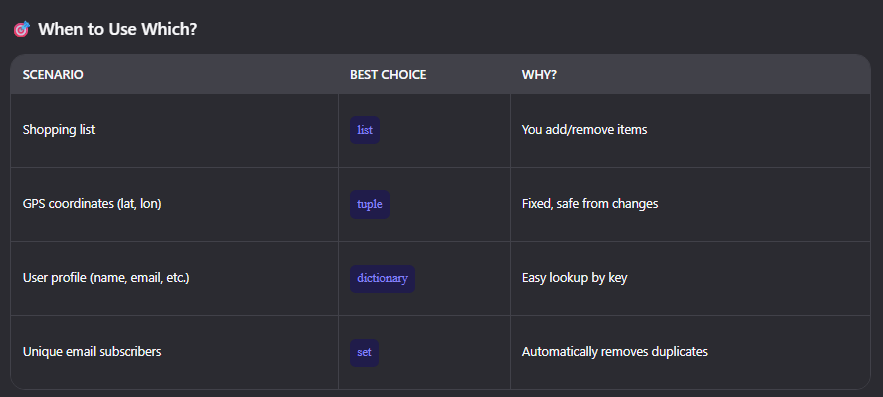 🎯 When to Use Which?
SCENARIO BEST CHOICE WHY?
Shopping list list You add/remove items
GPS coordinates (lat, lon) tuple Fixed, safe from changes
User profile (name, email, etc.) dictionary Easy lookup by key
Unique email subscribers set Automatically removes duplicates